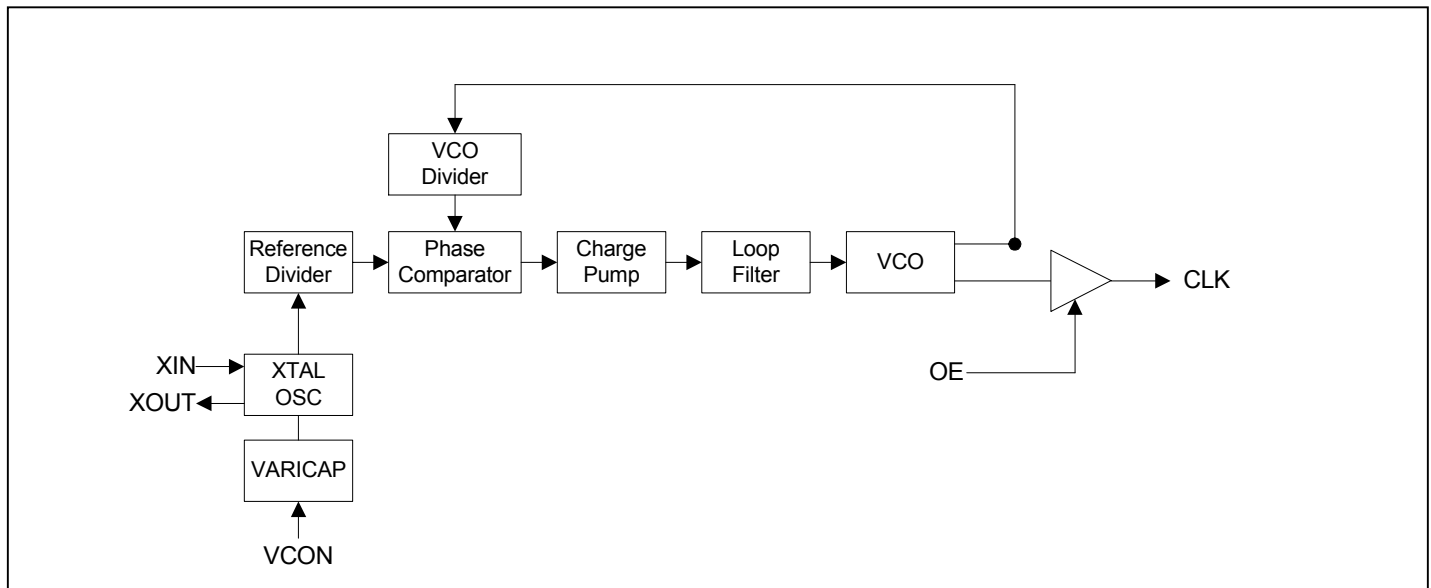 VCO
Divider
Reference
Divider
Phase
Comparator
Charge
Pump
Loop
Filter
VCO
CLK
XIN
XTAL
OSC
XOUT
OE
VARICAP
VCON